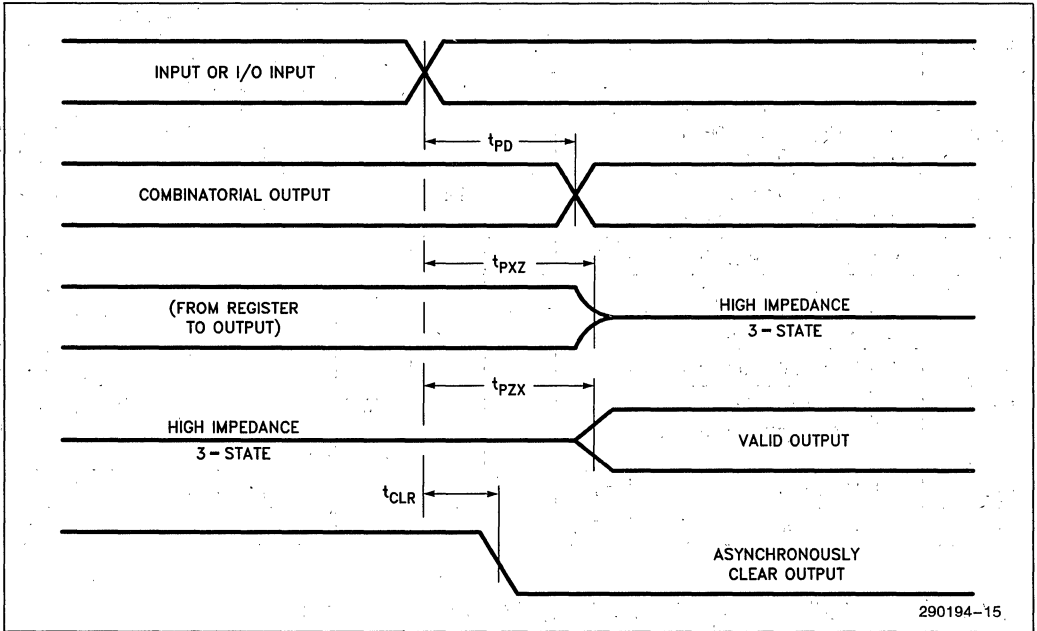 INPUT OR I/O INPUT
tPD
COMBINATORIAL OUTPUT
tPXZ
(FROM REGISTER
TO OUTPUT)
HIGH IMPEDANCE
3-STATE
tPZX
HIGH IMPEDANCE
3-STATE
VALID OUTPUT
tCLR
ASYNCHRONOUSLY
CLEAR OUTPUT
290194-15